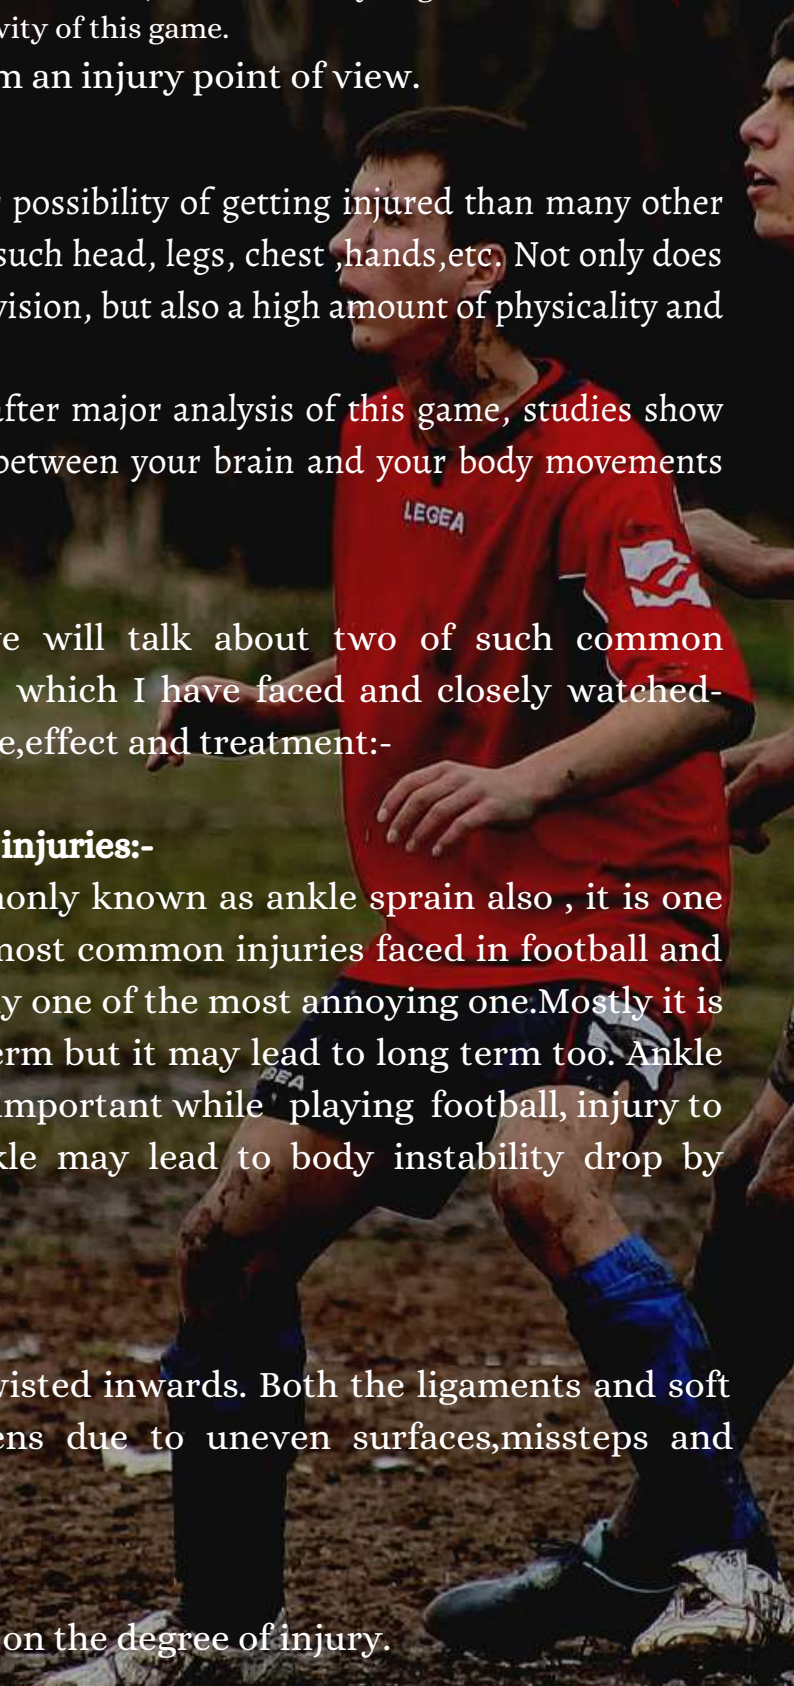 vity of this game.
m an injury point of view.
possibility of getting injured than many other
such head, legs, chest ,hands,etc. Not only does
vision, but also a high amount of physicality and
after major analysis of this game, studies show
between your brain and your body movements
LEGEA
ve will talk about two of such common
which I have faced and closely watched-
e,effect and treatment:-
injuries:-
nonly known as ankle sprain also , it is one
most common injuries faced in football and
ly one of the most annoying one.Mostly it is
erm but it may lead to long term too. Ankle
GEA
important while playing football, injury to
kle may lead to body instability drop by
wisted inwards. Both the ligaments and soft
ens due to uneven surfaces,missteps and
on the degree of injury.